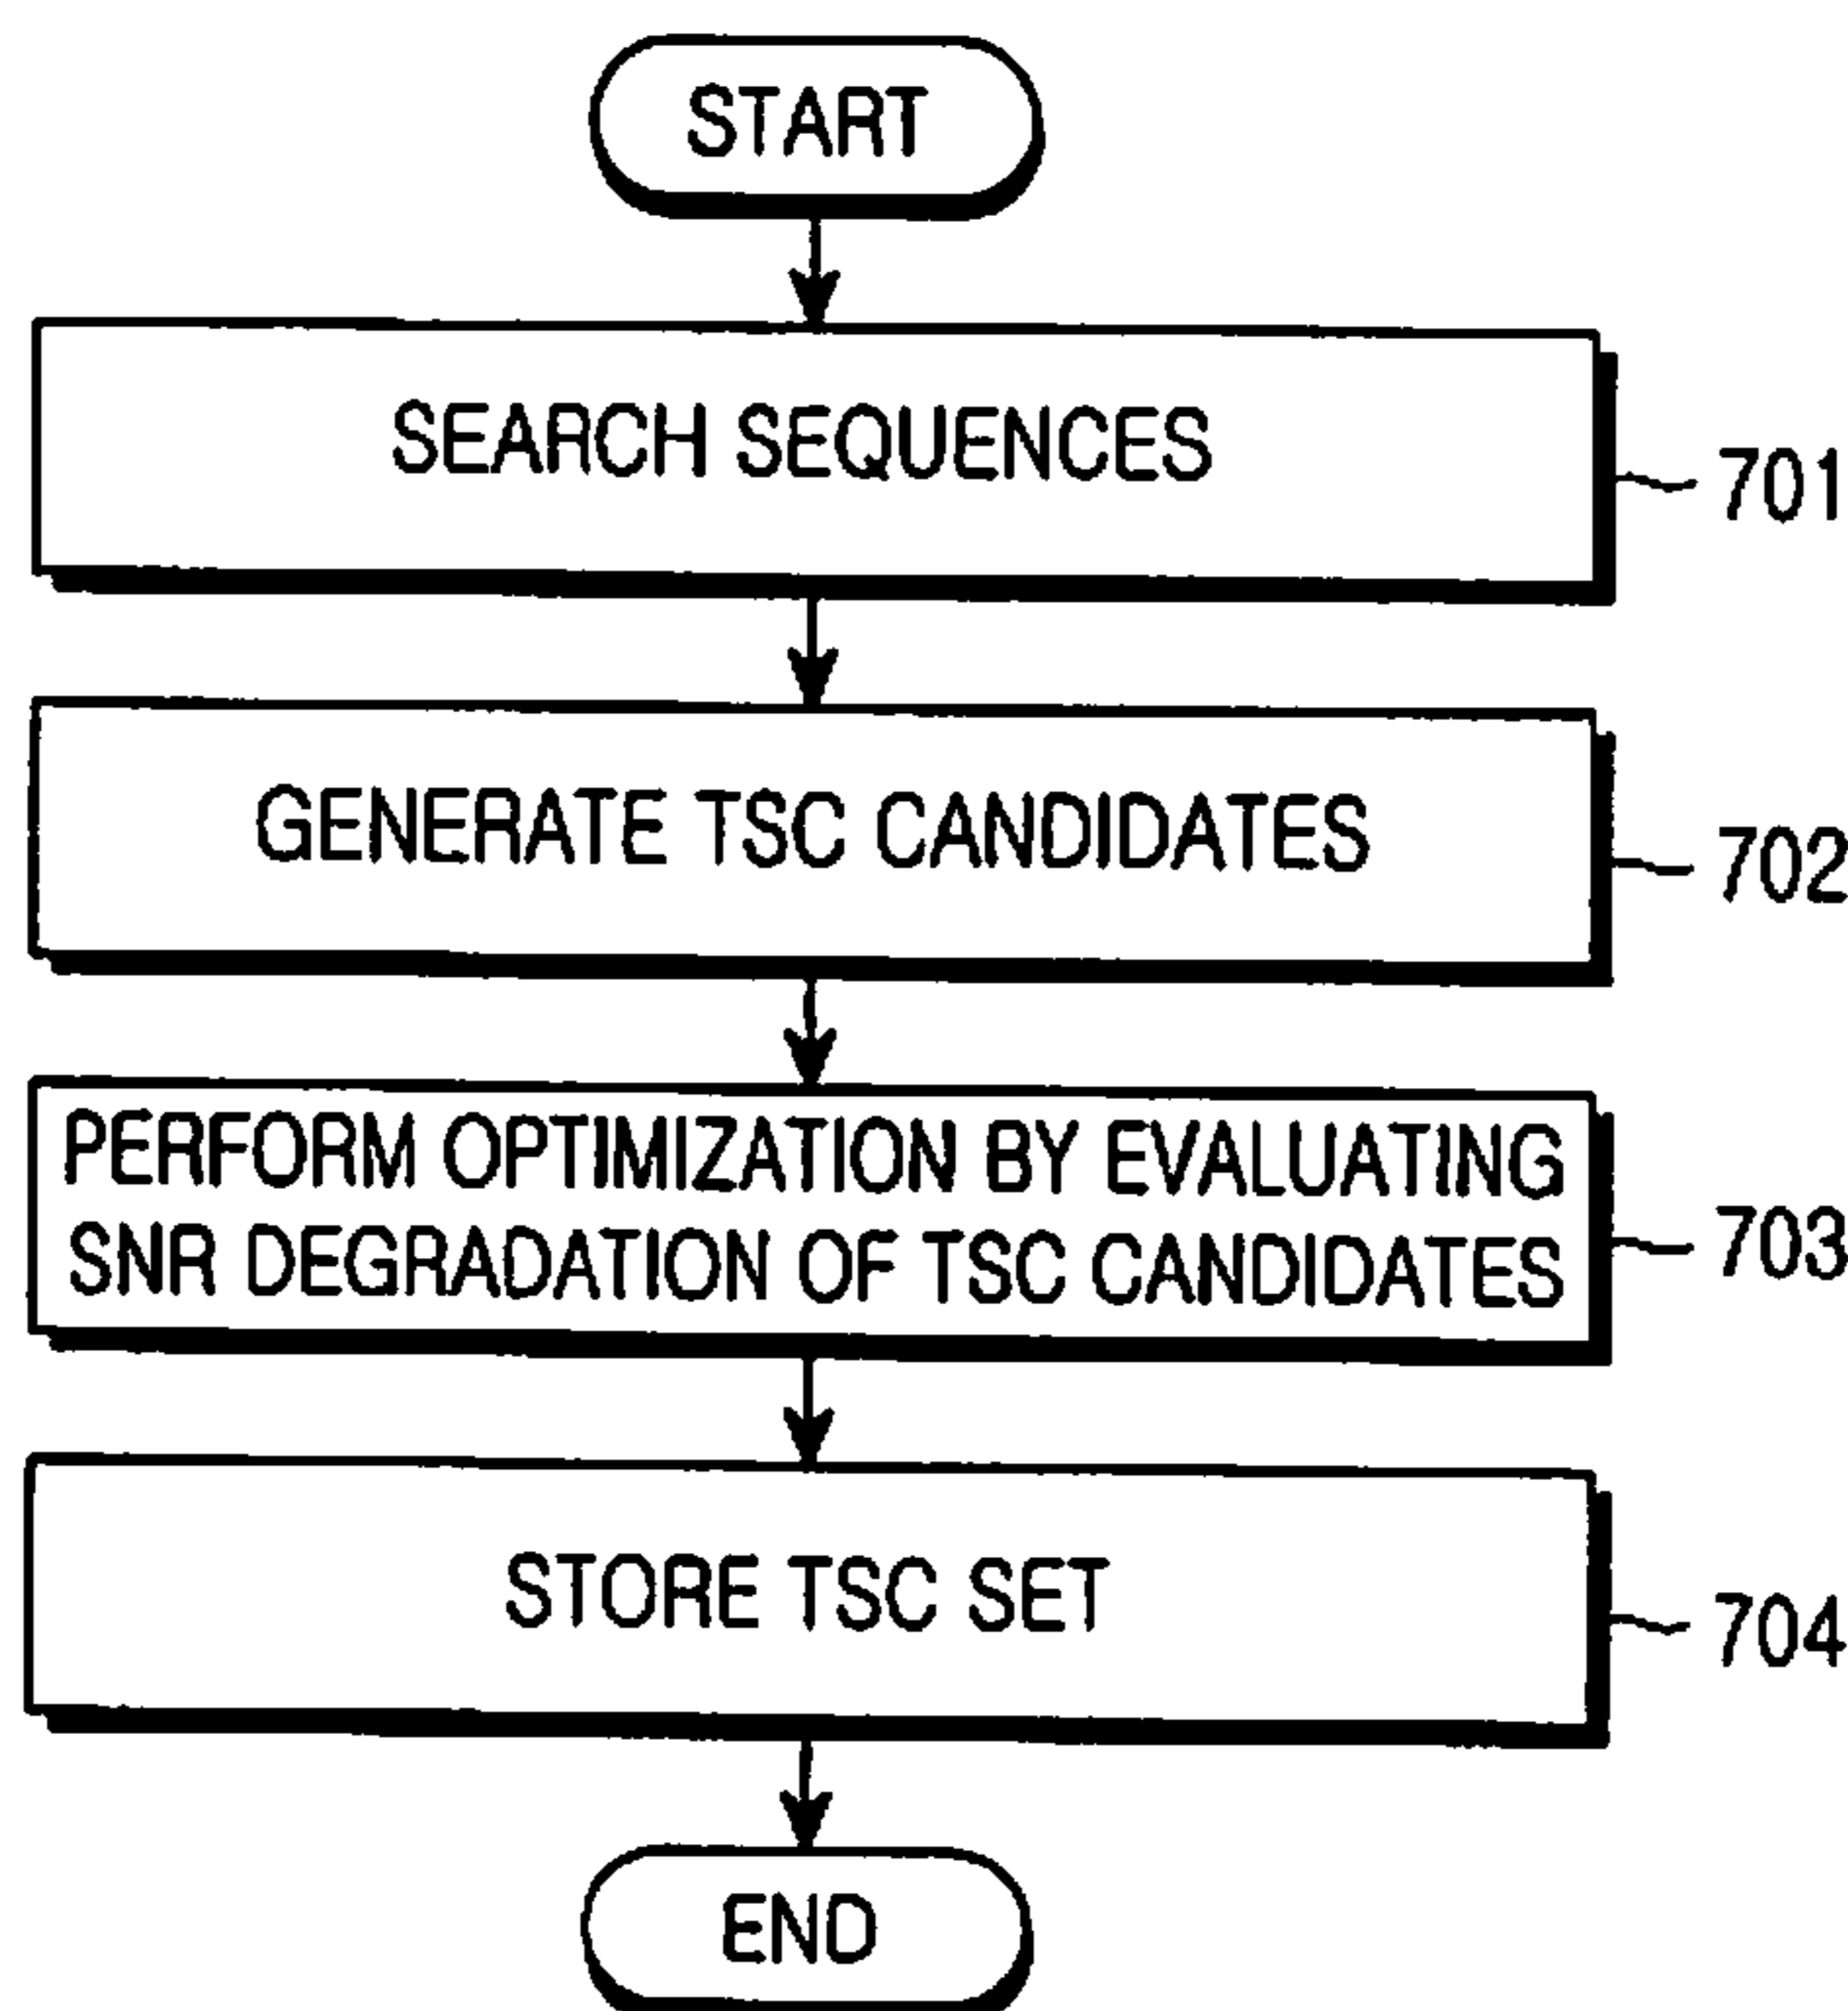 START
SEARCH SEQUENCES
701
GENERATE TSC CANDIDATES
702
PERFORM OPTIMIZATION BY EVALUATING
SNR DEGRADATION OF TSC CANDIDATES
703
STORE TSC SET
704
END